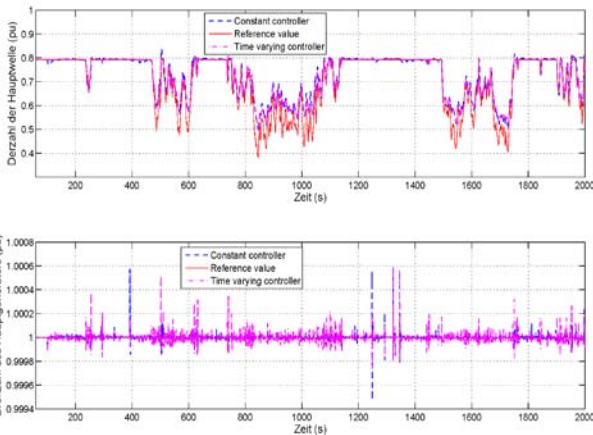 Constant controller
Reference value
Time varying controller
1
0.9
0.8
0.7
0.6
0.5
0.4
Derzahl der Hauptwelle (pu)
200 400 600 800 1000 1200 1400 1600 1800 2000
Zeit (s)
Constant controller
Reference value
Time varying controller
1.0008
1.0006
1.0004
1.0002
1
0.9998
0.9996
0.9994
200 400 600 800 1000 1200 1400 1600 1800 2000
Zeit (s)